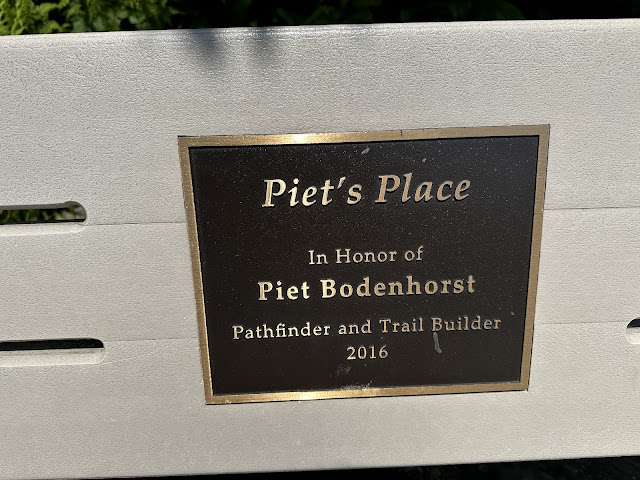 Piet's Place
In Honor of
Piet Bodenhorst
Pathfinder and Trail Builder
2016